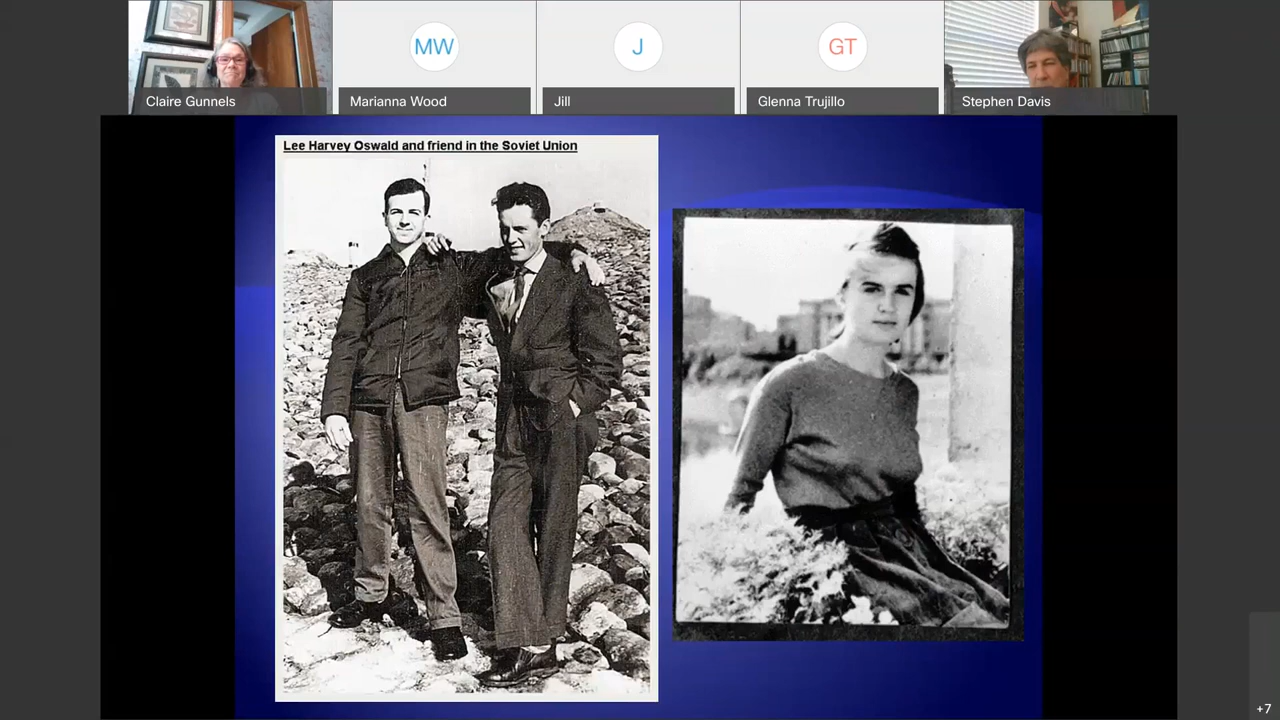 MW
J
GT
Claire Gunnels
Marianna Wood
Jill
Glenna Trujillo
Stephen Davis
Lee Harvey Oswald and friend in the Soviet Union
+7